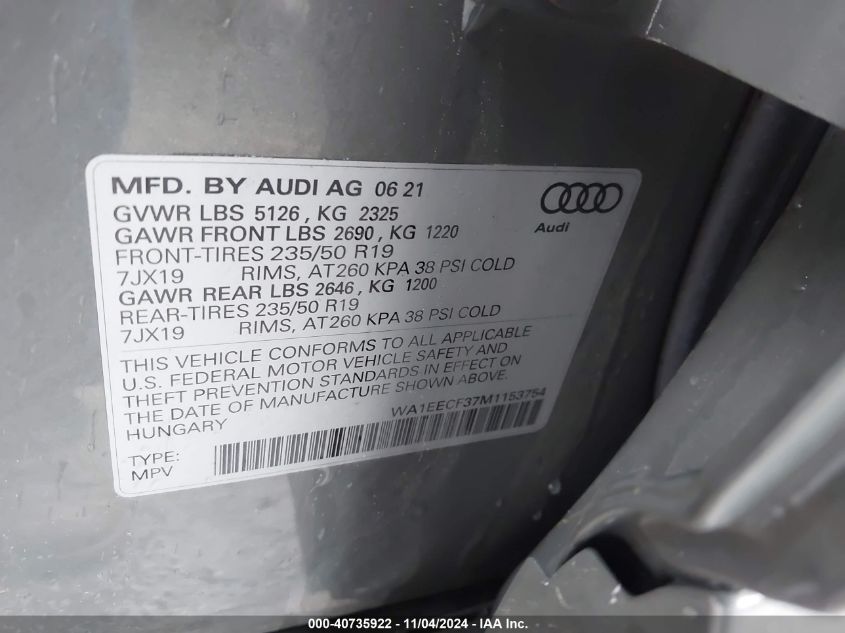 MFD. BY AUDI AG 06 21
GVWR LBS 5126, KG 2325
GAWR FRONT LBS 2690, KG 1220
FRONT-TIRES 235/50 R19
7JX19 RIMS, AT260 KPA 38 PSI COLD
GAWR REAR LBS 2646, KG 1200
REAR-TIRES 235/50 R19
7JX19 RIMS, AT260 KPA 38 PSI COLD
Audi
THIS VEHICLE CONFORMS TO ALL APPLICABLE
U.S. FEDERAL MOTOR VEHICLE SAFETY AND
THEFT PREVENTION STANDARDS IN EFFECT ON
THE DATE OF MANUFACTURE SHOWN ABOVE.
HUNGARY WA1EECF37M1153754
TYPE:
MPV
000-40735922 - 11/04/2024 - IAA Inc.